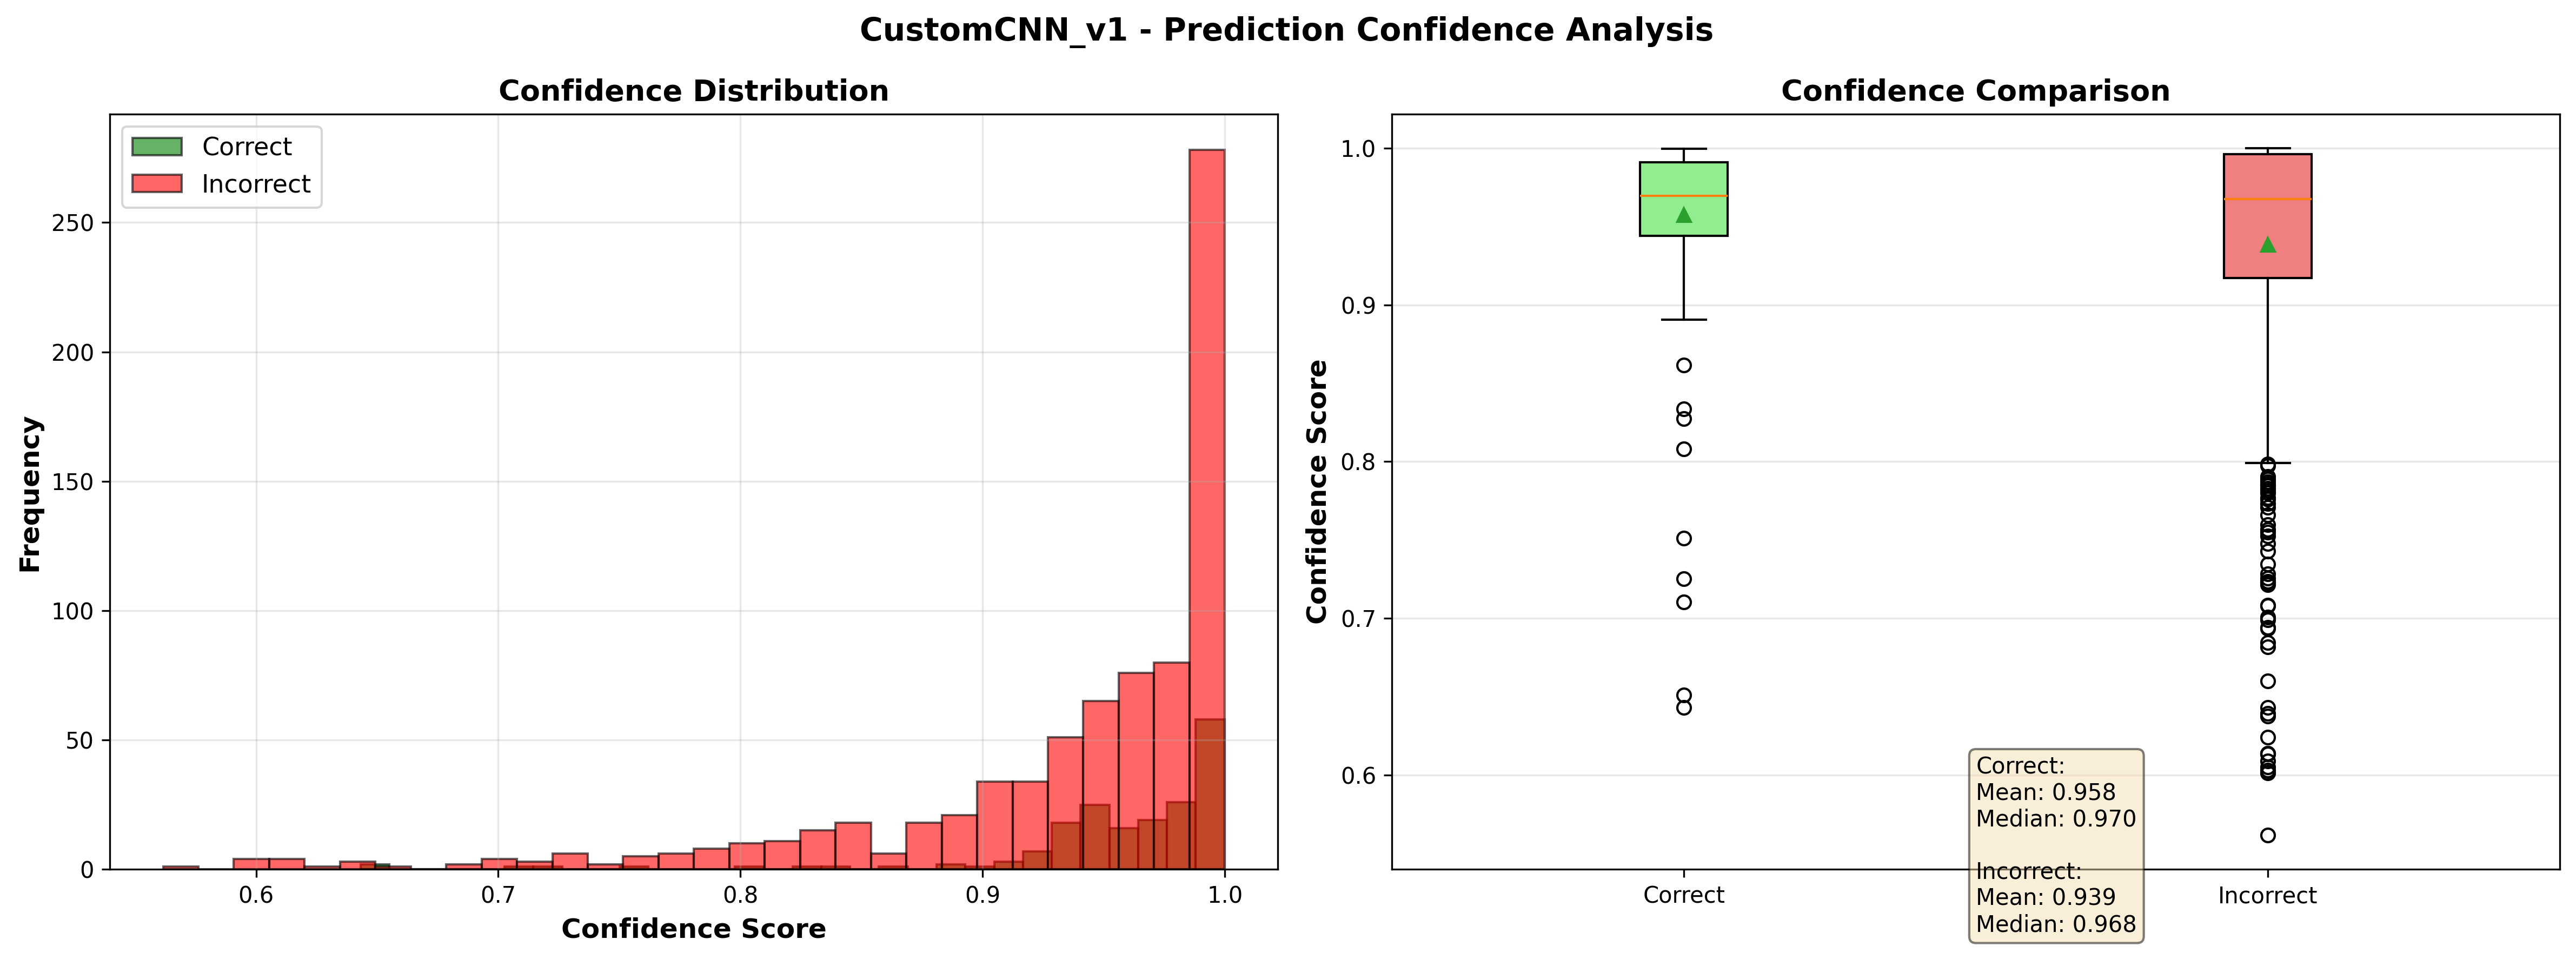 CustomCNN_v1 - Prediction Confidence Analysis
Confidence Distribution
Correct
Incorrect
250
200
150
100
50
0
0.6 0.7 0.8 0.9 1.0
Frequency
Confidence Score
Confidence Comparison
1.0
0.9
0.8
0.7
0.6
Confidence Score
Correct Incorrect
Correct:
Mean: 0.958
Median: 0.970
Incorrect:
Mean: 0.939
Median: 0.968